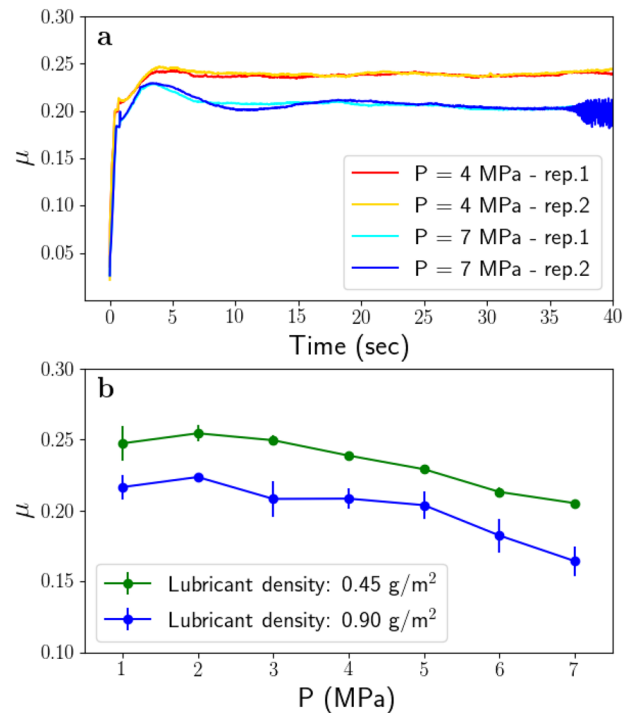 0.30
a
0.25
0.20
μ
0.15
0.10
0.05
P = 4 MPa - rep.1
P = 4 MPa - rep.2
P = 7 MPa - rep.1
P = 7 MPa - rep.2
0 5 10 15 20 25 30 35 40
Time (sec)
0.30
b
0.25
0.20
μ
0.15
0.10
Lubricant density: 0.45 g/m²
Lubricant density: 0.90 g/m²
1 2 3 4 5 6 7
P (MPa)